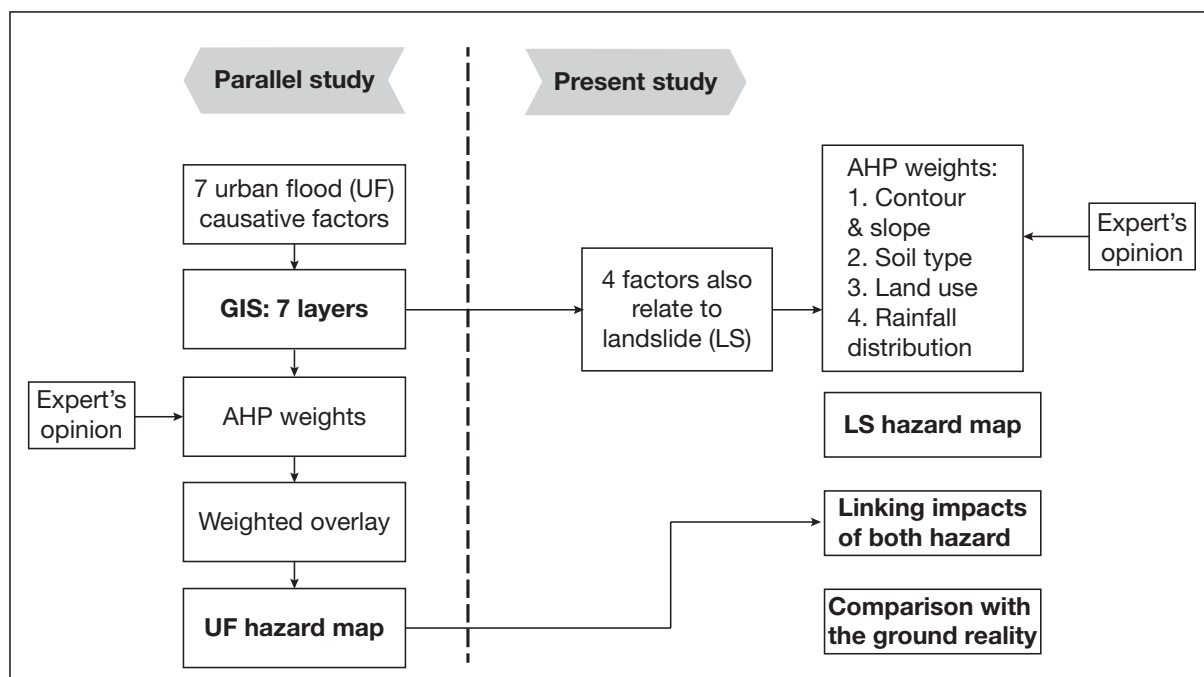 Parallel study
Present study
7 urban flood (UF)
causative factors
GIS: 7 layers
Expert's
opinion
AHP weights
Weighted overlay
UF hazard map
4 factors also
relate to
landslide (LS)
AHP weights:
1. Contour
& slope
2. Soil type
3. Land use
4. Rainfall
distribution
Expert's
opinion
LS hazard map
Linking impacts
of both hazard
Comparison with
the ground reality